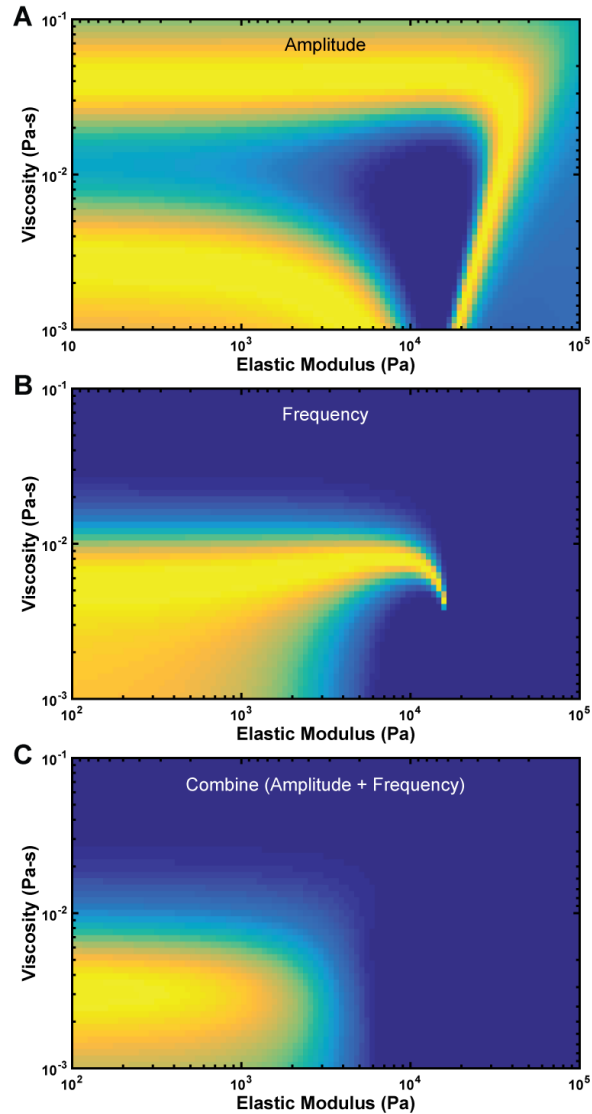 A
Amplitude
Viscosity (Pa-s)
10-1
10-2
10-3
10
103
104
105
Elastic Modulus (Pa)
B
Frequency
Viscosity (Pa-s)
10-1
10-2
10-3
102
103
104
105
Elastic Modulus (Pa)
C
Combine (Amplitude + Frequency)
Viscosity (Pa-s)
10-1
10-2
10-3
102
103
104
105
Elastic Modulus (Pa)